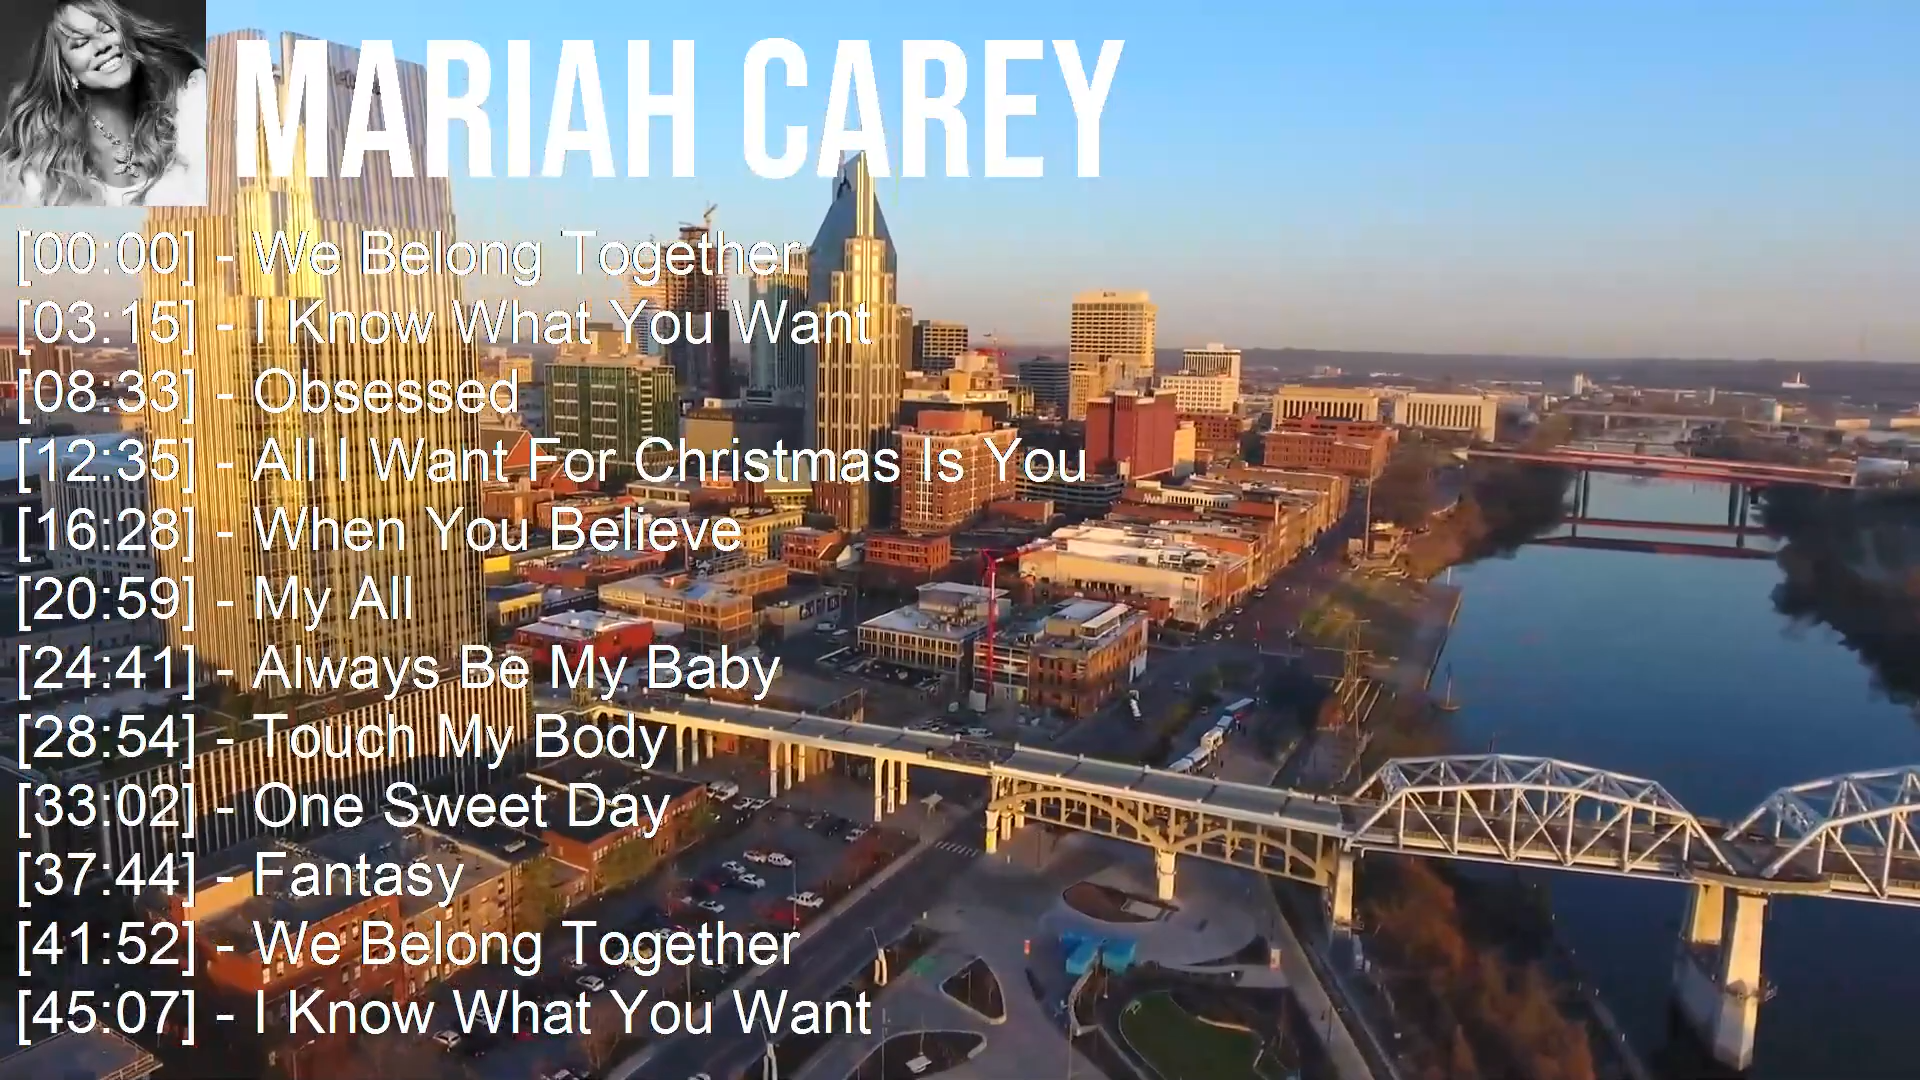 MARIAH CAREY
[00:00] - We Belong Together
[03:15] - I Know What You Want
[08:33] - Obsessed
[12:35] - All I Want For Christmas Is You
[16:28] - When You Believe
[20:59] - My All
[24:41] - Always Be My Baby
[28:54] - Touch My Body
[33:02] - One Sweet Day
[37:44] - Fantasy
[41:52] - We Belong Together
[45:07] - I Know What You Want